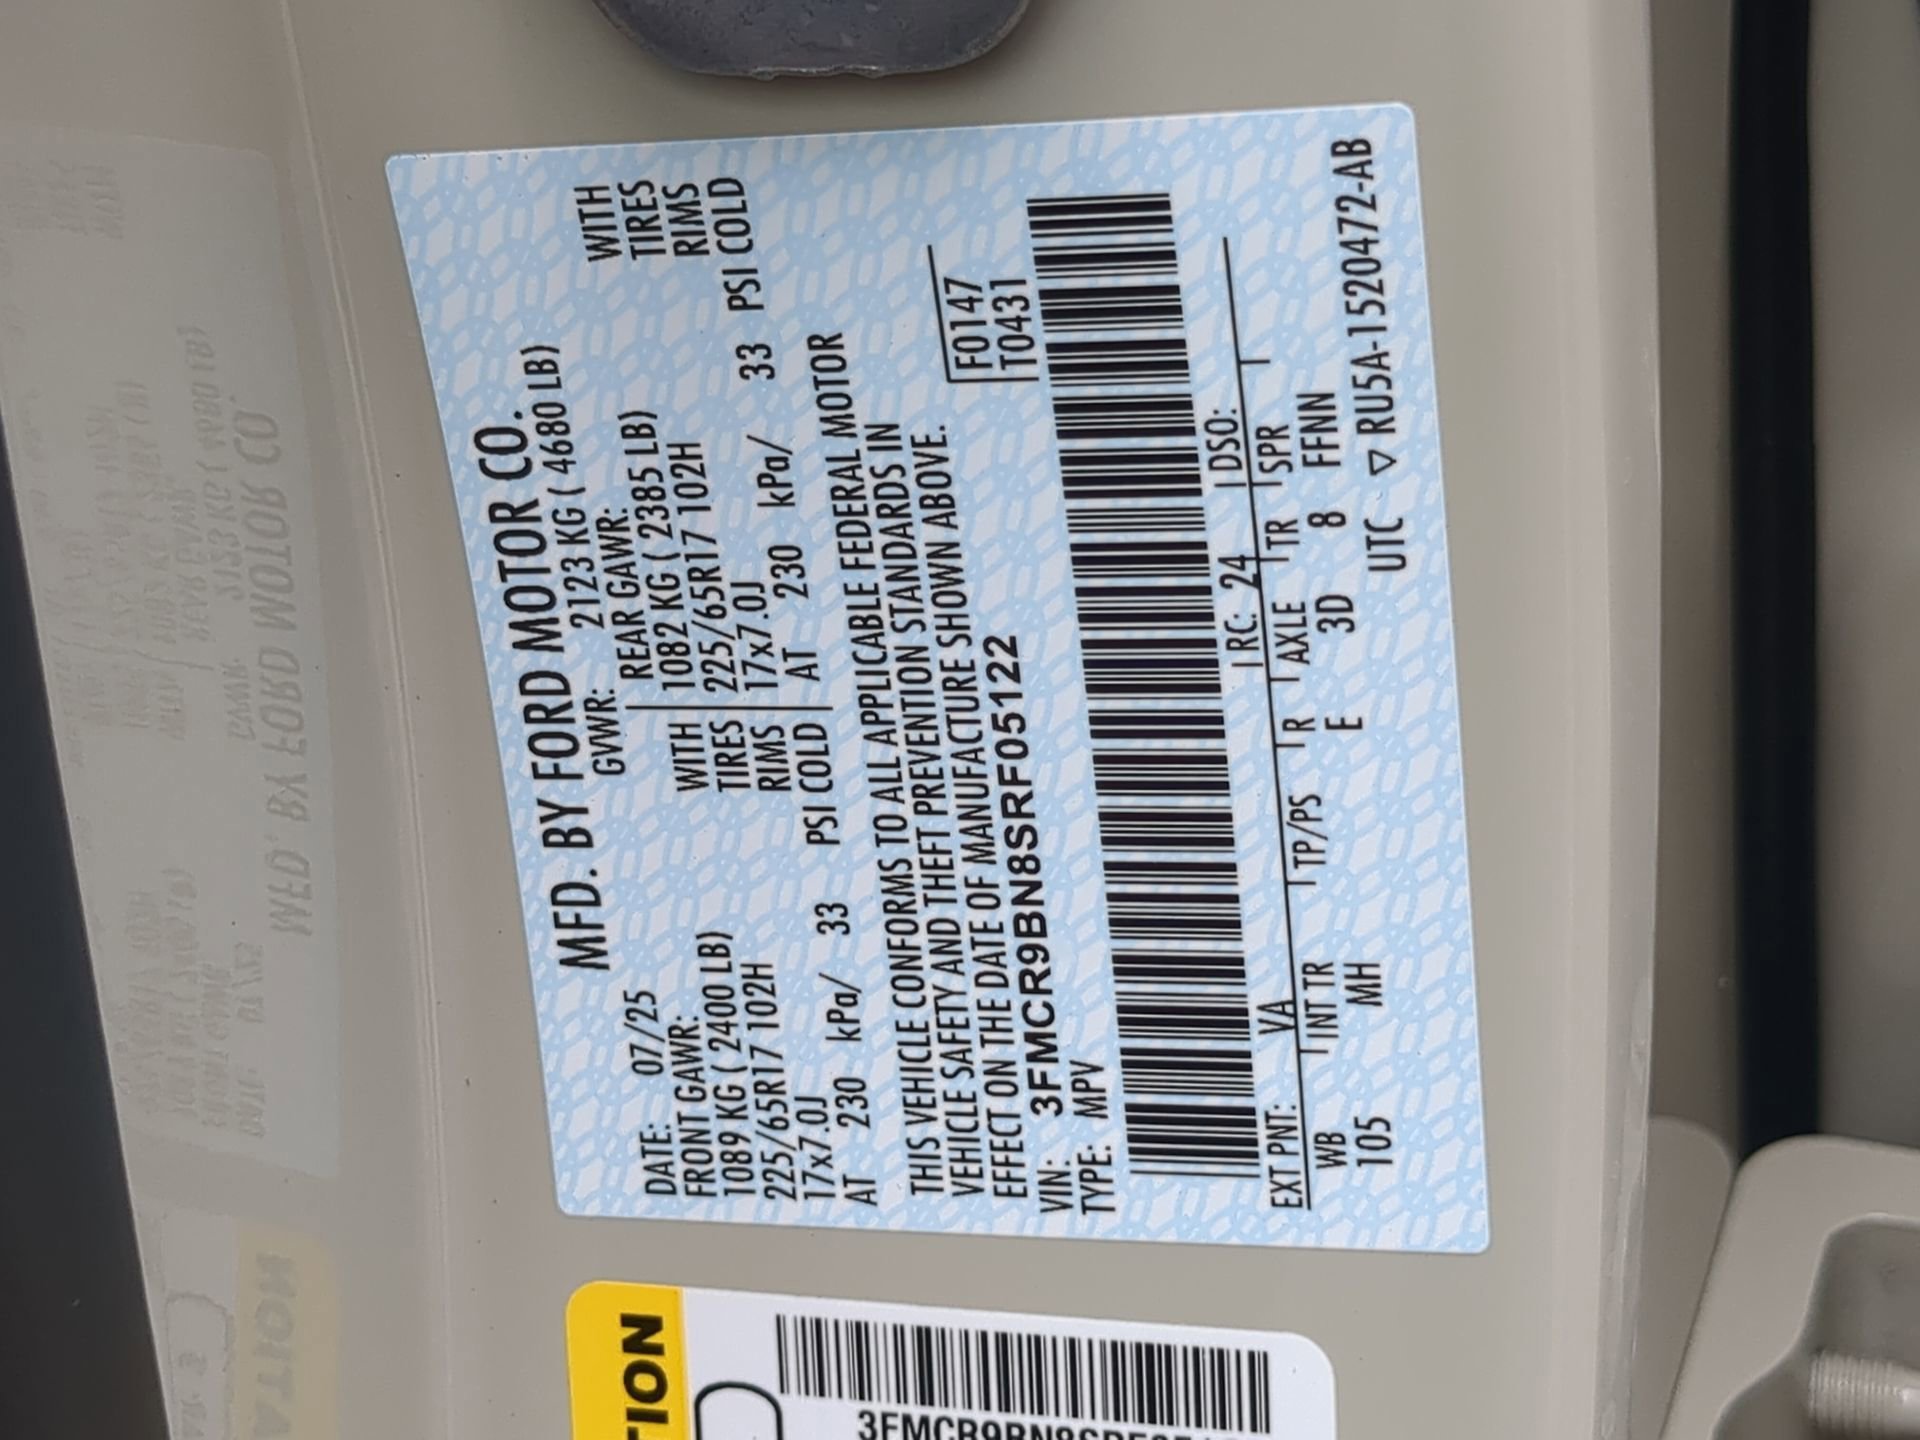 MFD. BY FORD MOTOR CO.
DATE: 07/25 GVWR: 2123 KG ( 4680 LB)
FRONT GAWR: REAR GAWR:
1089 KG ( 2400 LB) WITH 1082 KG ( 2385 LB) WITH
225/65R17 102H TIRES 225/65R17 102H TIRES
17x7.0J RIMS 17x7.0J RIMS
AT 230 kPa/ 33 PSI COLD AT 230 kPa/ 33 PSI COLD
THIS VEHICLE CONFORMS TO ALL APPLICABLE FEDERAL MOTOR
VEHICLE SAFETY AND THEFT PREVENTION STANDARDS IN
EFFECT ON THE DATE OF MANUFACTURE SHOWN ABOVE.
VIN: 3FMCR9BN8SRF05122 F0147
TYPE: MPV T0431
EXT PNT: VA RC: 24 DSO:
WB INT TR TP/PS R AXLE TR SPR
105 MH E 3D 8 FFNN
UTC ▽ RU5A-1520472-AB